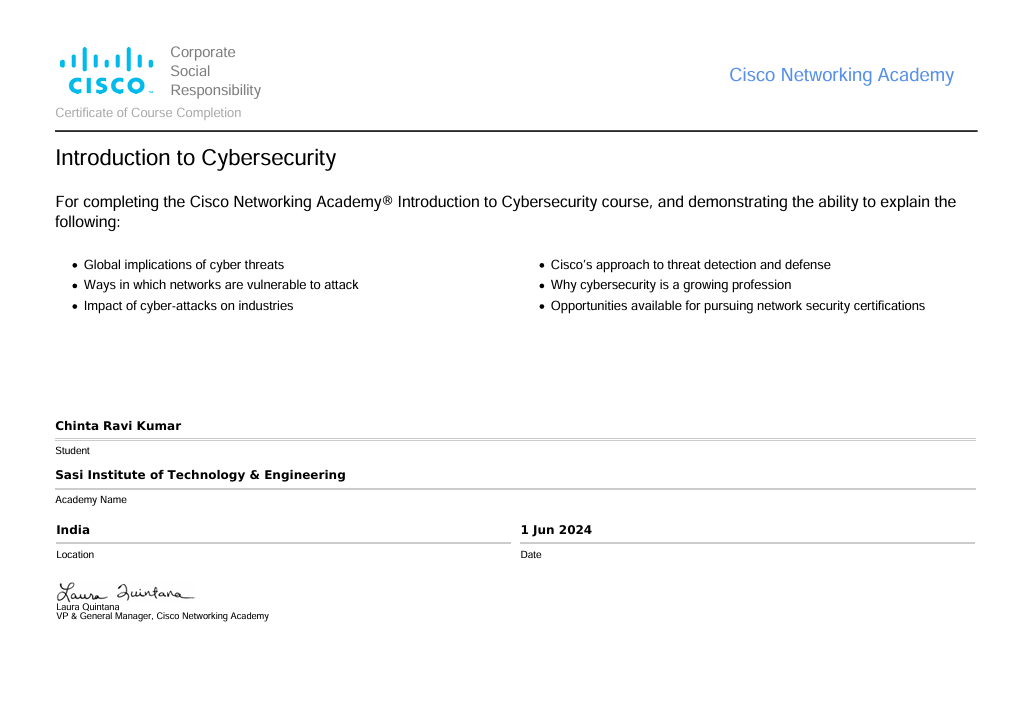 Corporate
Social
Responsibility
CISCO™
Cisco Networking Academy
Certificate of Course Completion
Introduction to Cybersecurity
For completing the Cisco Networking Academy® Introduction to Cybersecurity course, and demonstrating the ability to explain the
following:
• Global implications of cyber threats
• Ways in which networks are vulnerable to attack
• Impact of cyber-attacks on industries
• Cisco’s approach to threat detection and defense
• Why cybersecurity is a growing profession
• Opportunities available for pursuing network security certifications
Chinta Ravi Kumar
Student
Sasi Institute of Technology & Engineering
Academy Name
India
Location
1 Jun 2024
Date
Laura Quintana
Laura Quintana
VP & General Manager, Cisco Networking Academy